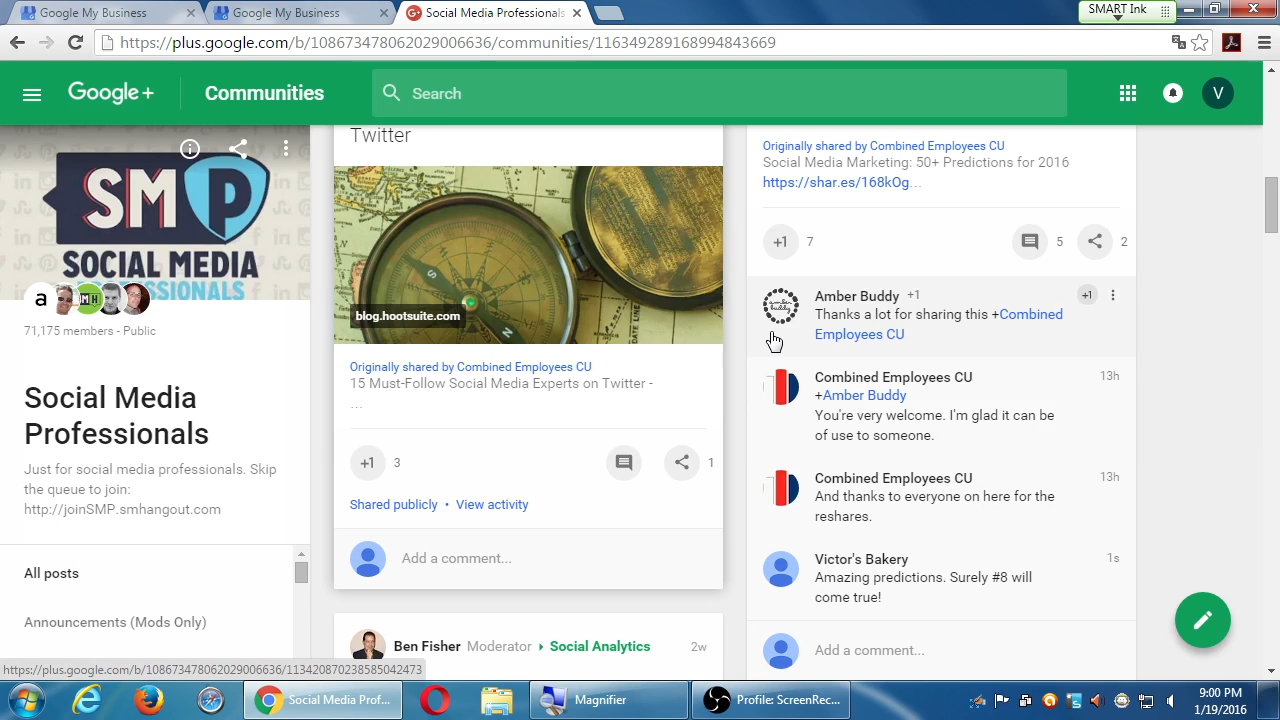 Google My Business
Google My Business
Social Media Professionals
SMART Ink
https://plus.google.com/b/108673478062029006636/communities/116349289168994843669
Google+
Communities
Search
V
SMP
SOCIAL MEDIA
PROFESSIONALS
a
MH
71,175 members - Public
Social Media
Professionals
Just for social media professionals. Skip
the queue to join:
http://joinSMP.smhangout.com
All posts
Announcements (Mods Only)
Twitter
S
N
blog.hootsuite.com
Originally shared by Combined Employees CU
15 Must-Follow Social Media Experts on Twitter -
...
+1 3 1
Shared publicly • View activity
Add a comment...
Ben Fisher Moderator Social Analytics 2w
Originally shared by Combined Employees CU
Social Media Marketing: 50+ Predictions for 2016
https://shar.es/168kOg...
+1 7 5 2
amber buddy
Amber Buddy +1 +1
Thanks a lot for sharing this +Combined
Employees CU
Combined Employees CU 13h
+Amber Buddy
You're very welcome. I'm glad it can be
of use to someone.
Combined Employees CU 13h
And thanks to everyone on here for the
reshares.
Victor's Bakery 1s
Amazing predictions. Surely #8 will
come true!
Add a comment...
https://plus.google.com/b/108673478062029006636/113420870238585042473
Social Media Prof...
Magnifier
Profile: ScreenRec...
9:00 PM
1/19/2016